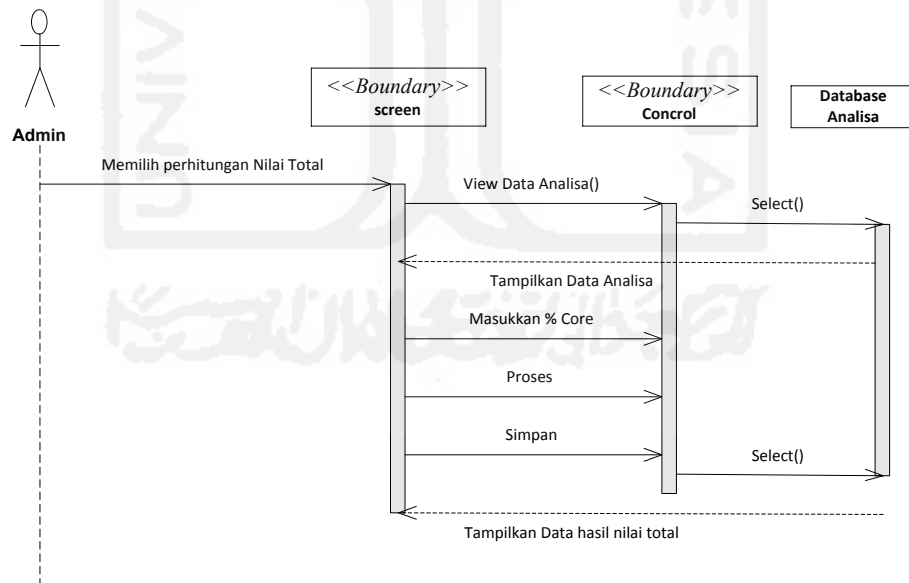 <<Boundary>>
screen
<<Boundary>>
Concrol
Database
Analisa
Admin
Memilih perhitungan Nilai Total
View Data Analisa()
Select()
Tampilkan Data Analisa
Masukkan % Core
Proses
Simpan
Select()
Tampilkan Data hasil nilai total